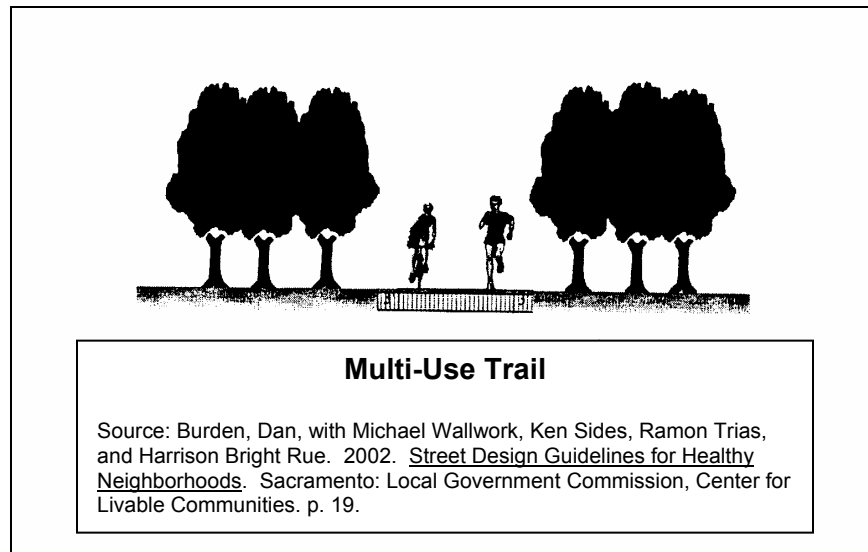 Multi-Use Trail
Source: Burden, Dan, with Michael Wallwork, Ken Sides, Ramon Trias,
and Harrison Bright Rue.  2002.  Street Design Guidelines for Healthy
Neighborhoods.  Sacramento: Local Government Commission, Center for
Livable Communities. p. 19.